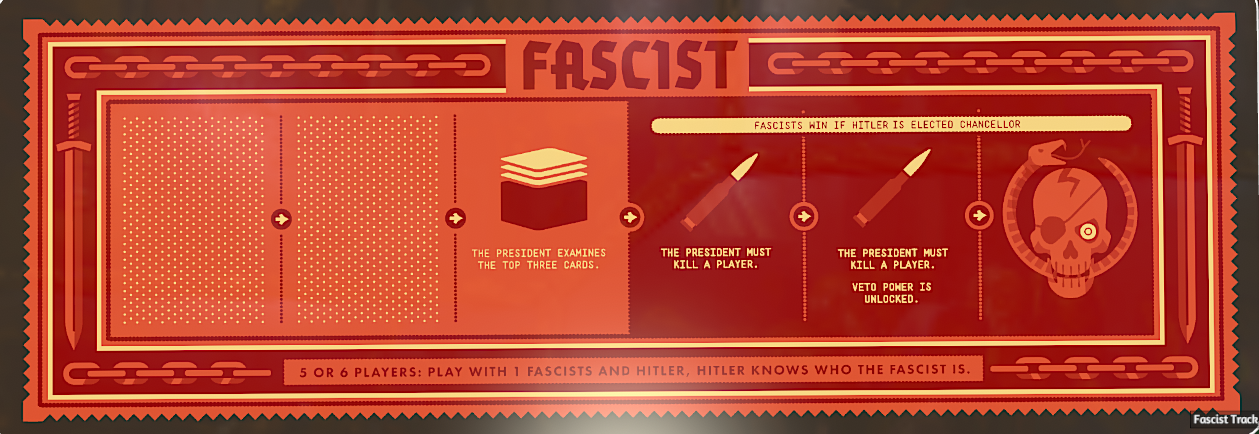 FASCIST
FASCISTS WIN IF HITLER IS ELECTED CHANCELLOR
THE PRESIDENT EXAMINES
THE TOP THREE CARDS.
THE PRESIDENT MUST
KILL A PLAYER.
THE PRESIDENT MUST
KILL A PLAYER.
VETO POWER IS
UNLOCKED.
5 OR 6 PLAYERS: PLAY WITH 1 FASCISTS AND HITLER, HITLER KNOWS WHO THE FASCIST IS.
Fascist Track